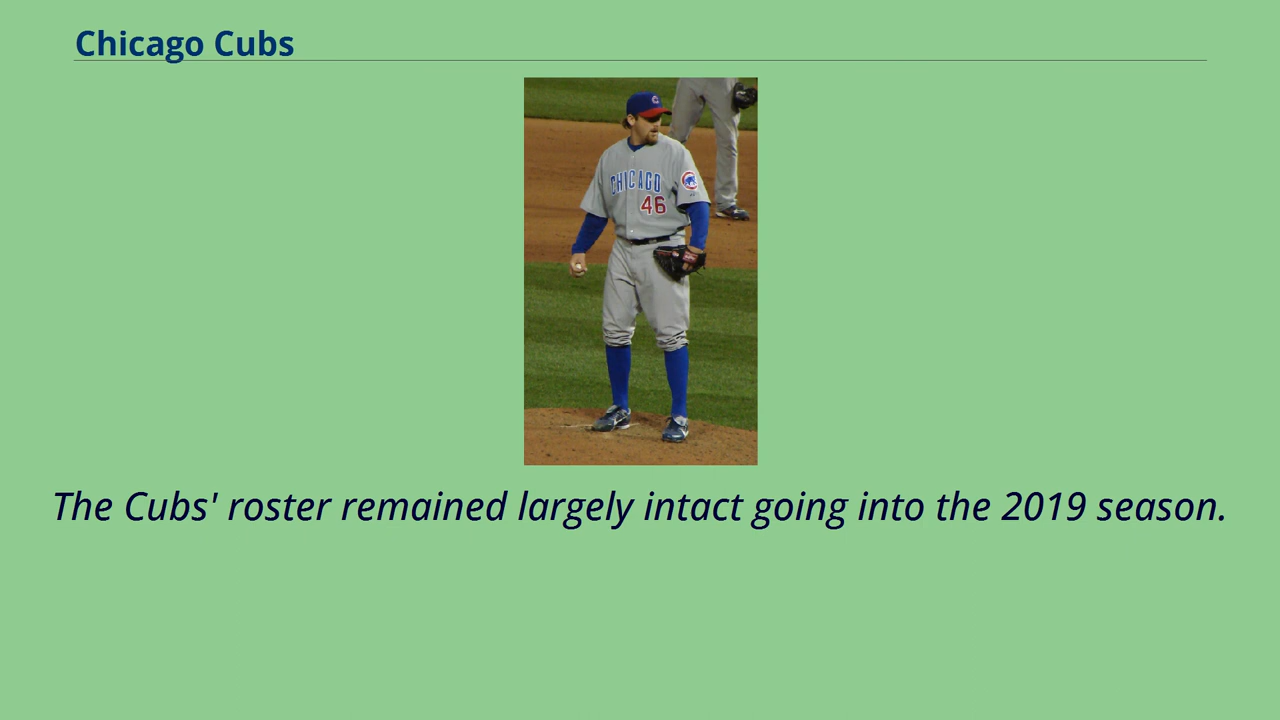 Chicago Cubs
CHICAGO
46
The Cubs' roster remained largely intact going into the 2019 season.